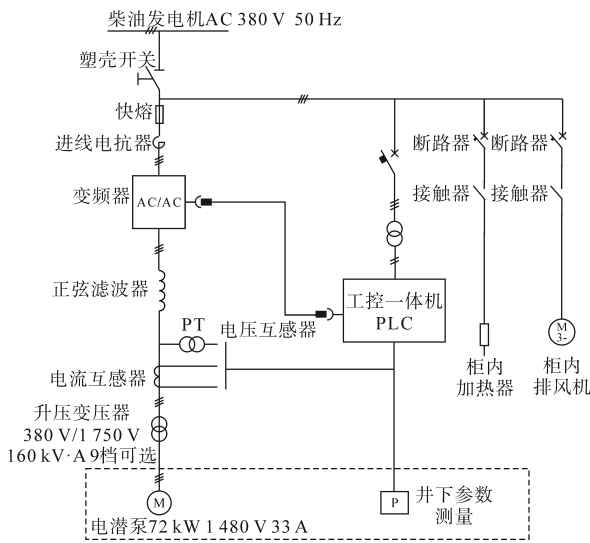 柴油发电机AC 380 V 50 Hz
塑壳开关
快熔
进线电抗器
断路器
断路器
变频器
AC/AC
接触器
接触器
正弦滤波器
工控一体机
PLC
PT
电压互感器
M
3~
电流互感器
柜内
加热器
柜内
排风机
升压变压器
380 V/1 750 V
160 kV·A 9档可选
M
P
井下参数
测量
电潜泵72 kW 1 480 V 33 A